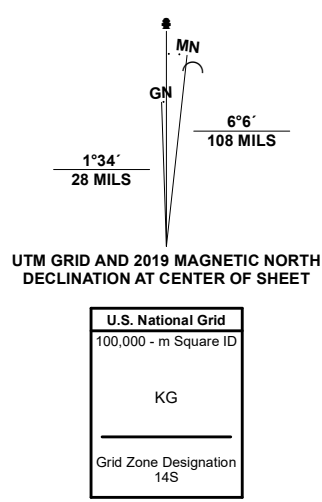 MN
GN
6°6´
108 MILS
1°34´
28 MILS
UTM GRID AND 2019 MAGNETIC NORTH
DECLINATION AT CENTER OF SHEET
U.S. National Grid
100,000 - m Square ID
KG
Grid Zone Designation
14S